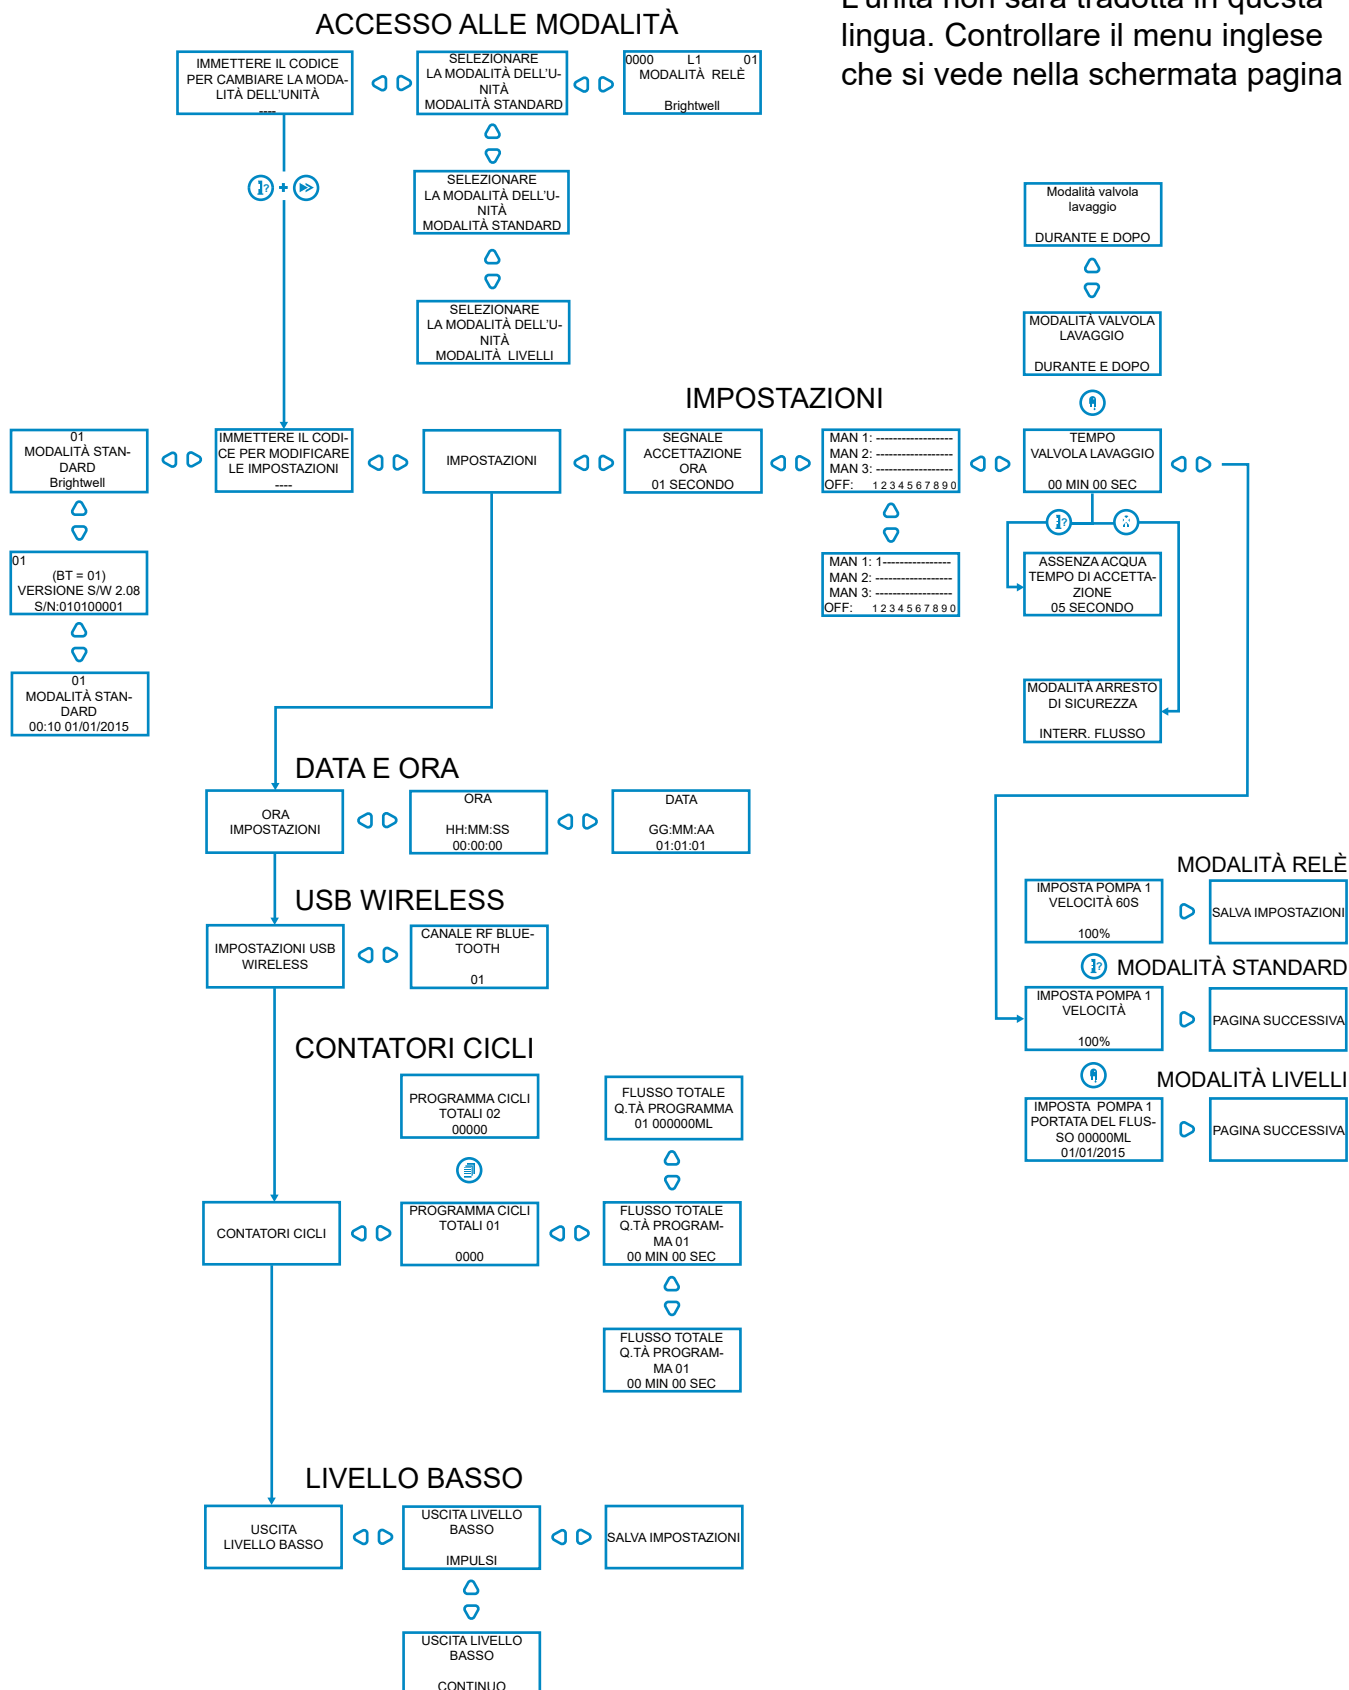 ACCESSO ALLE MODALITÀ
L'unità non sarà tradotta in questa
lingua. Controllare il menu inglese
che si vede nella schermata pagina
IMMETTERE IL CODICE
PER CAMBIARE LA MODA-
LITÀ DELL'UNITÀ
----
SELEZIONARE
LA MODALITÀ DELL'U-
NITÀ
MODALITÀ STANDARD
0000 L1 01
MODALITÀ RELÈ
Brightwell
SELEZIONARE
LA MODALITÀ DELL'U-
NITÀ
MODALITÀ STANDARD
SELEZIONARE
LA MODALITÀ DELL'U-
NITÀ
MODALITÀ LIVELLI
Modalità valvola
lavaggio
DURANTE E DOPO
MODALITÀ VALVOLA
LAVAGGIO
DURANTE E DOPO
IMPOSTAZIONI
01
MODALITÀ STAN-
DARD
Brightwell
IMMETTERE IL CODI-
CE PER MODIFICARE
LE IMPOSTAZIONI
----
IMPOSTAZIONI
SEGNALE
ACCETTAZIONE
ORA
01 SECONDO
MAN 1: ------------------
MAN 2: ------------------
MAN 3: ------------------
OFF: 1 2 3 4 5 6 7 8 9 0
TEMPO
VALVOLA LAVAGGIO
00 MIN 00 SEC
01
(BT = 01)
VERSIONE S/W 2.08
S/N:010100001
MAN 1: 1----------------
MAN 2: ------------------
MAN 3: ------------------
OFF: 1 2 3 4 5 6 7 8 9 0
ASSENZA ACQUA
TEMPO DI ACCETTA-
ZIONE
05 SECONDO
01
MODALITÀ STAN-
DARD
00:10 01/01/2015
MODALITÀ ARRESTO
DI SICUREZZA
INTERR. FLUSSO
DATA E ORA
ORA
IMPOSTAZIONI
ORA
HH:MM:SS
00:00:00
DATA
GG:MM:AA
01:01:01
USB WIRELESS
IMPOSTAZIONI USB
WIRELESS
CANALE RF BLUE-
TOOTH
01
MODALITÀ RELÈ
IMPOSTA POMPA 1
VELOCITÀ 60S
100%
SALVA IMPOSTAZIONI
MODALITÀ STANDARD
IMPOSTA POMPA 1
VELOCITÀ
100%
PAGINA SUCCESSIVA
MODALITÀ LIVELLI
IMPOSTA POMPA 1
PORTATA DEL FLUS-
SO 00000ML
01/01/2015
PAGINA SUCCESSIVA
CONTATORI CICLI
PROGRAMMA CICLI
TOTALI 02
00000
FLUSSO TOTALE
Q.TÀ PROGRAMMA
01 000000ML
CONTATORI CICLI
PROGRAMMA CICLI
TOTALI 01
0000
FLUSSO TOTALE
Q.TÀ PROGRAM-
MA 01
00 MIN 00 SEC
FLUSSO TOTALE
Q.TÀ PROGRAM-
MA 01
00 MIN 00 SEC
LIVELLO BASSO
USCITA
LIVELLO BASSO
USCITA LIVELLO
BASSO
IMPULSI
SALVA IMPOSTAZIONI
USCITA LIVELLO
BASSO
CONTINUO